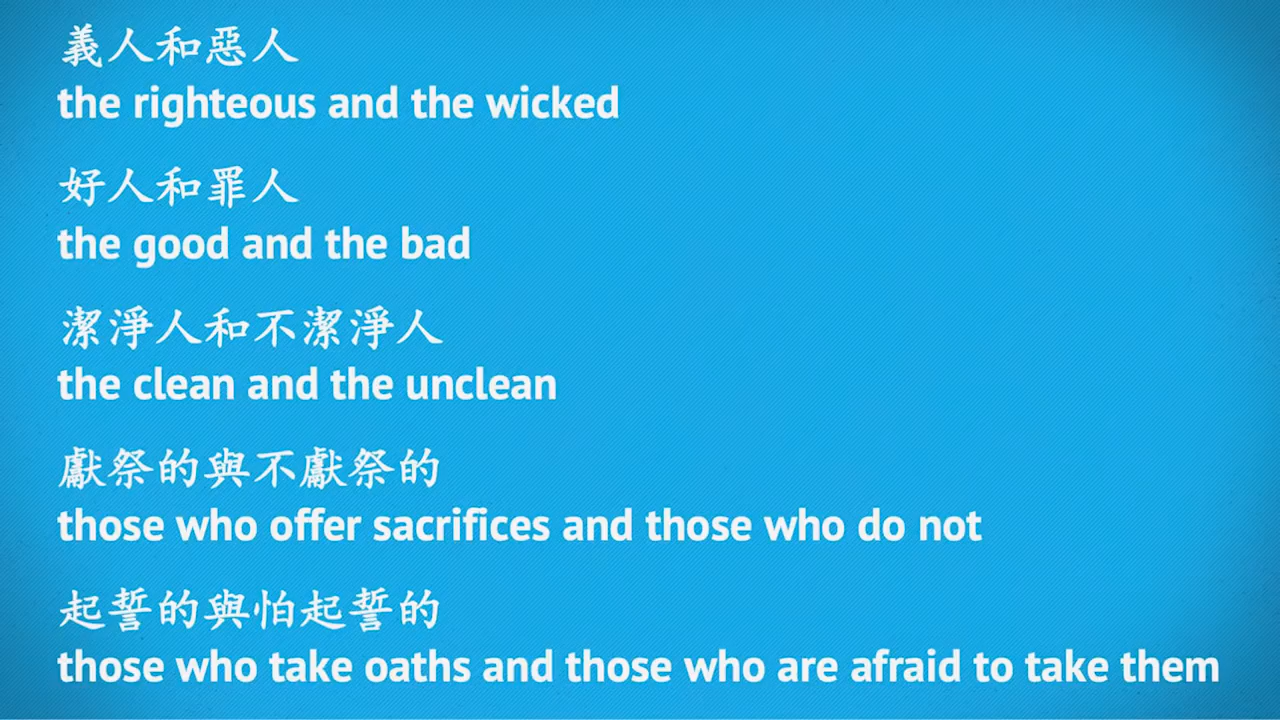 義人和惡人
the righteous and the wicked
好人和罪人
the good and the bad
潔淨人和不潔淨人
the clean and the unclean
獻祭的與不獻祭的
those who offer sacrifices and those who do not
起誓的與怕起誓的
those who take oaths and those who are afraid to take them